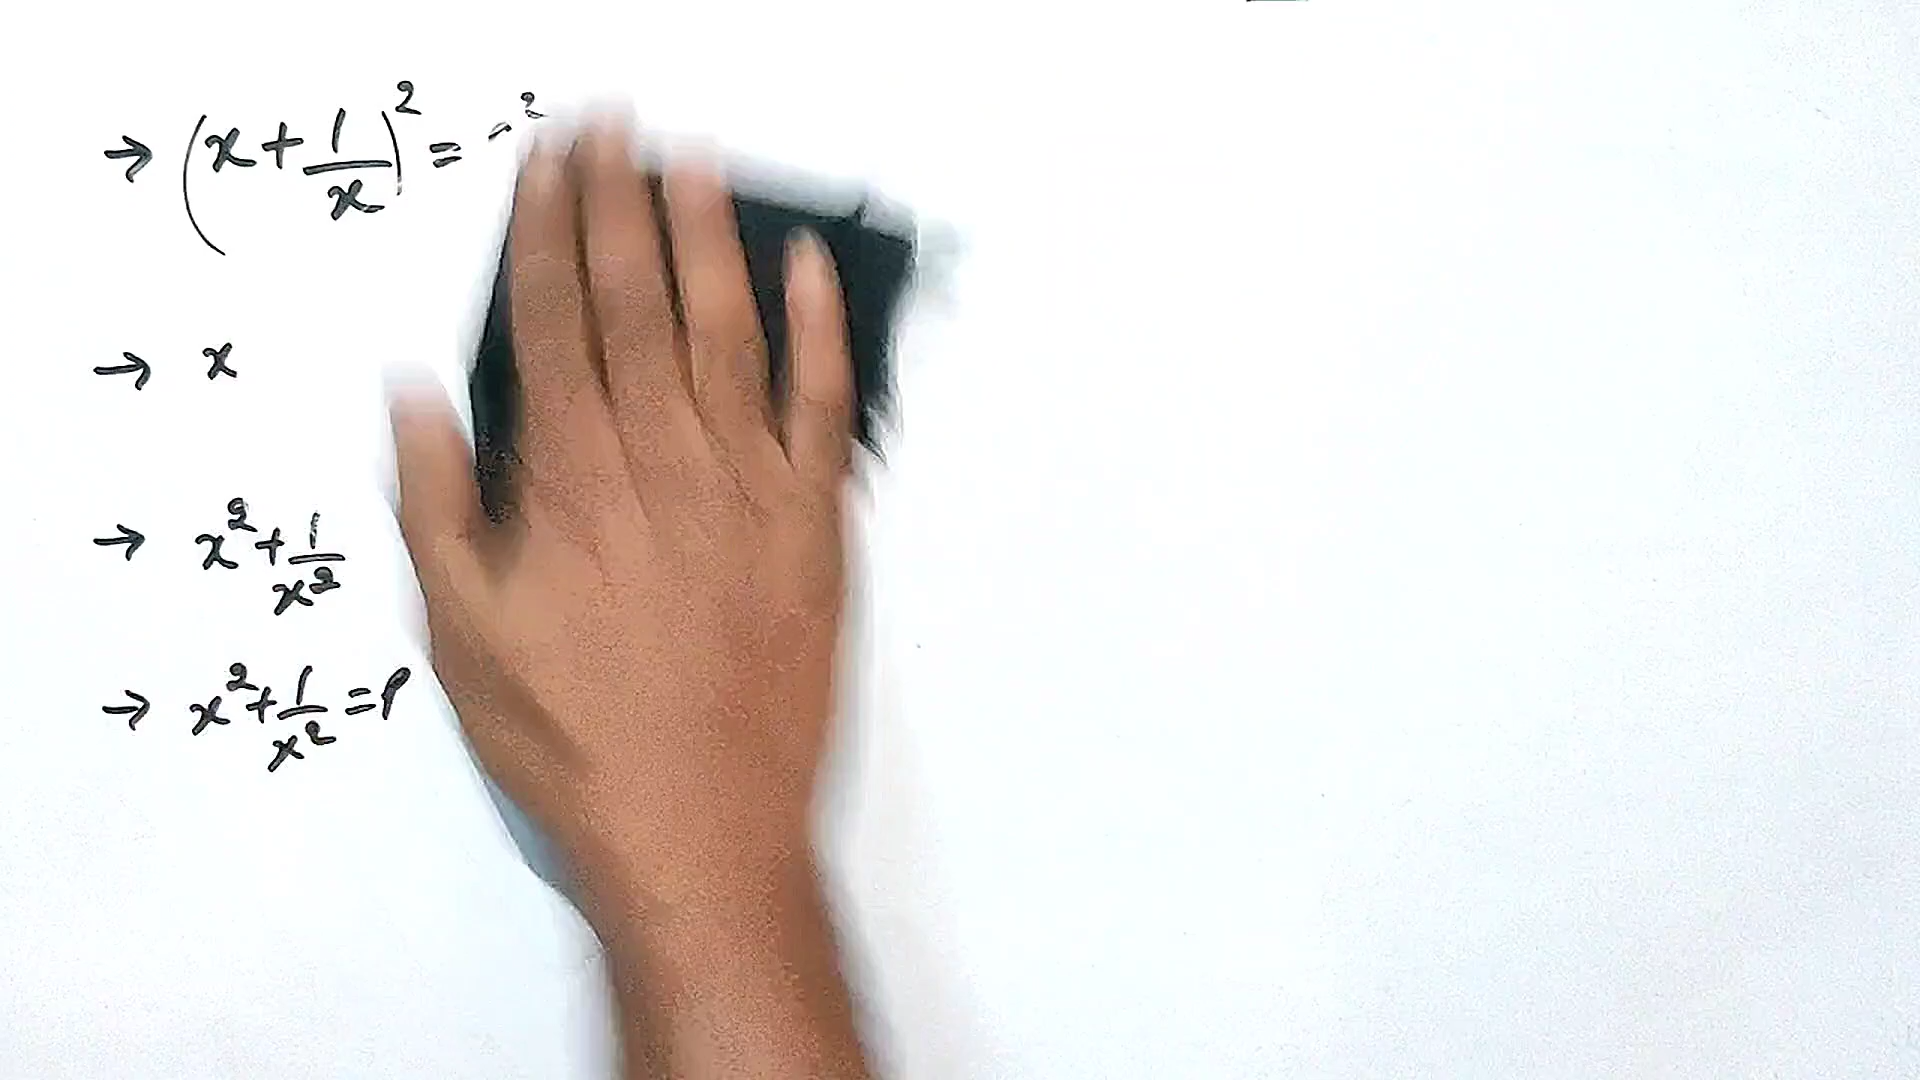 → (x + 1/x)² =
→ x
→ x² + 1/x²
→ x² + 1/x² = p